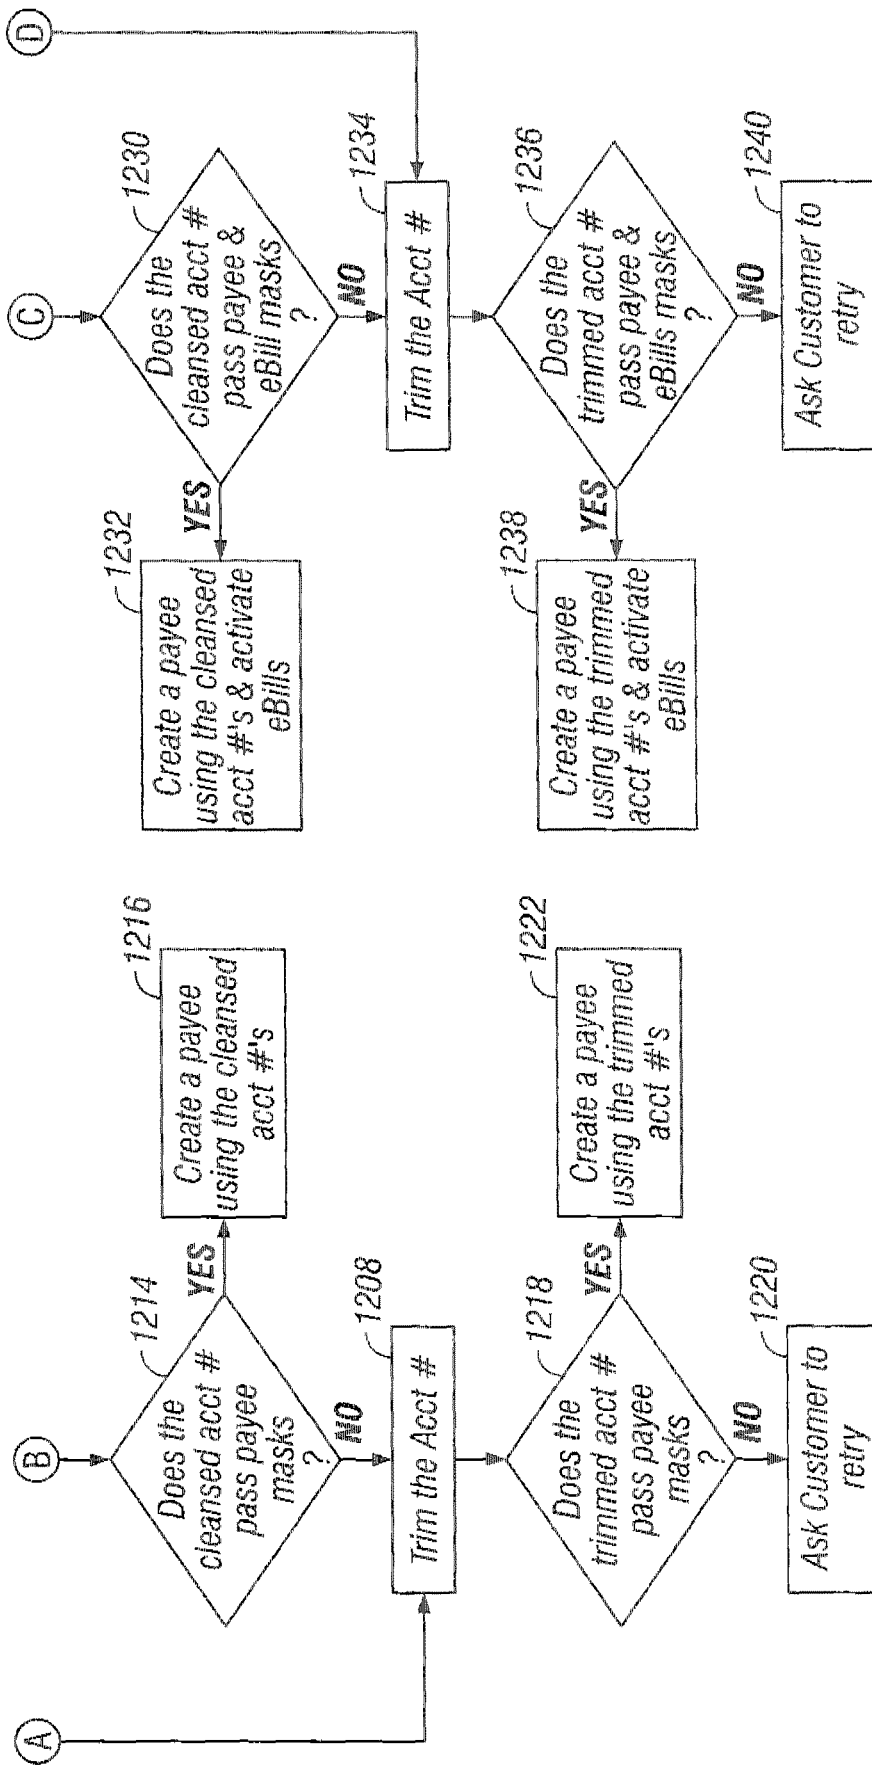 A
B
1214
Does the
cleansed acct #
pass payee
masks
?
YES
1216
Create a payee
using the cleansed
acct #'s
NO
1208
Trim the Acct #
1218
Does the
trimmed acct #
pass payee
masks
?
YES
1222
Create a payee
using the trimmed
acct #'s
NO
1220
Ask Customer to
retry
C
D
1230
Does the
cleansed acct #
pass payee &
eBill masks
?
YES
1232
Create a payee
using the cleansed
acct #'s & activate
eBills
NO
1234
Trim the Acct #
1236
Does the
trimmed acct #
pass payee &
eBills masks
?
YES
1238
Create a payee
using the trimmed
acct #'s & activate
eBills
NO
1240
Ask Customer to
retry